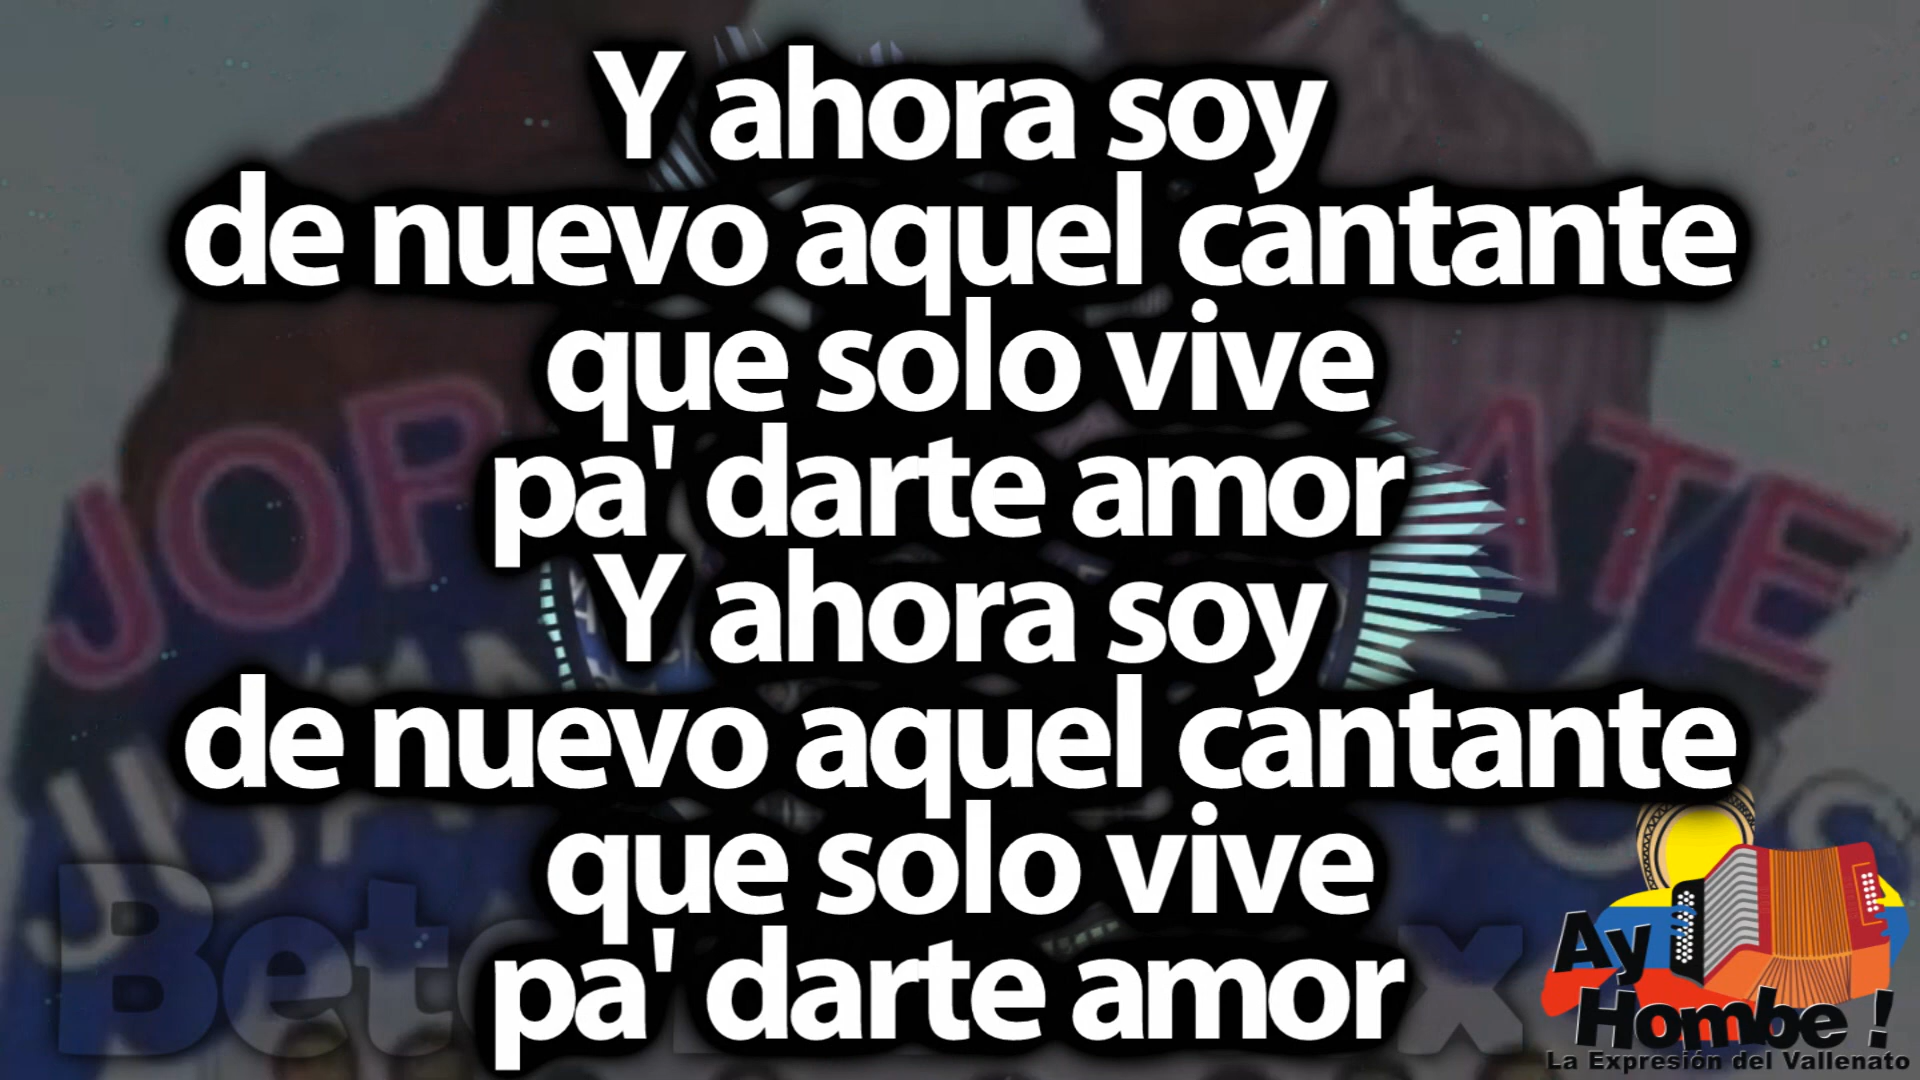 Y ahora soy
de nuevo aquel cantante
que solo vive
pa' darte amor
Y ahora soy
de nuevo aquel cantante
que solo vive
pa' darte amor
Ay
Hombe !
La Expresión del Vallenato